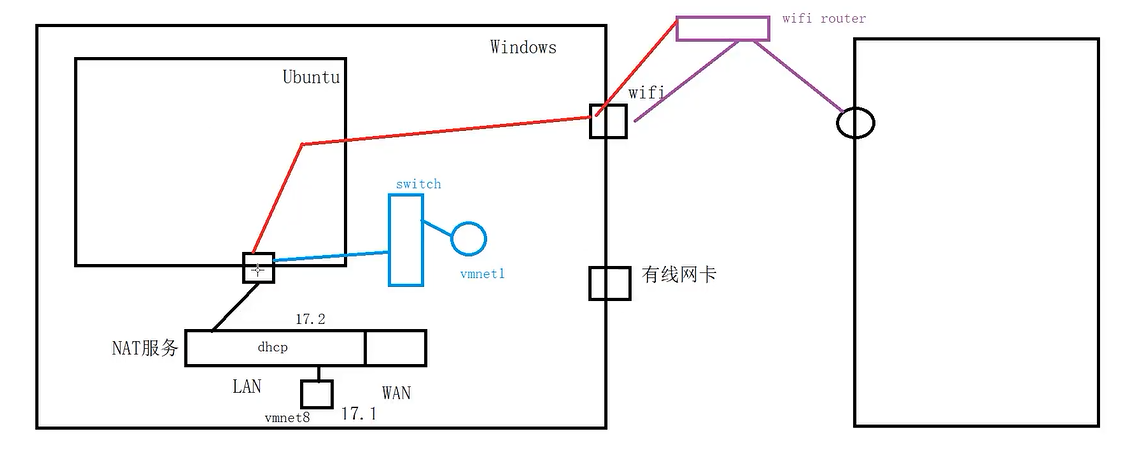 wifi router
Windows
Ubuntu
wifi
switch
vmnet1
有线网卡
17.2
NAT服务
dhcp
LAN
WAN
vmnet8
17.1